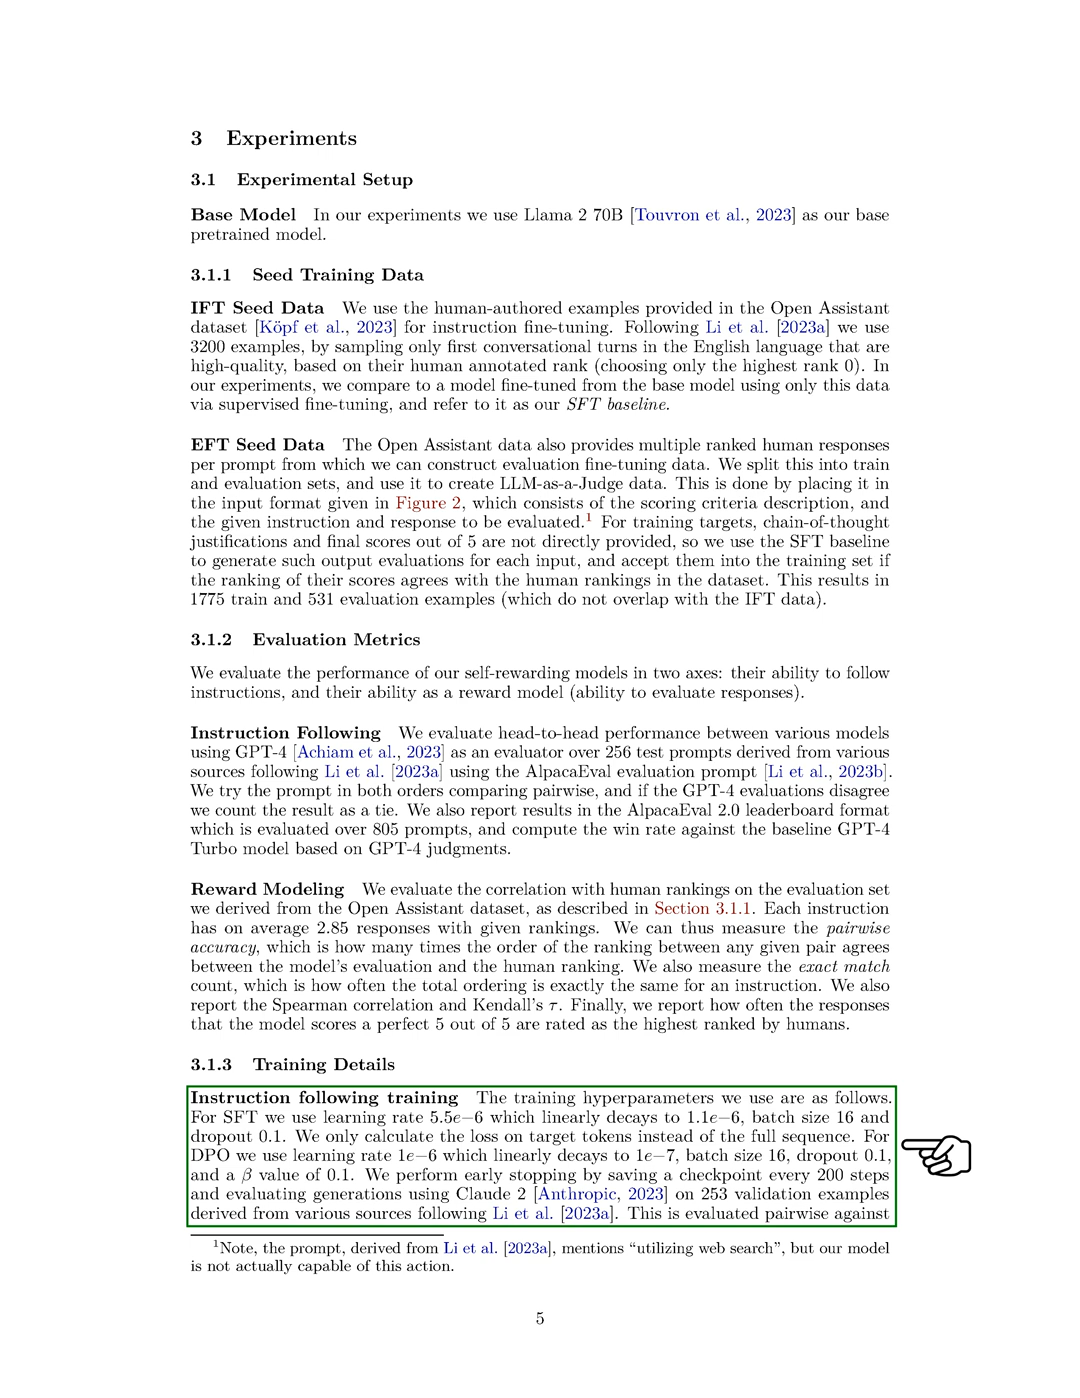 3 Experiments
3.1 Experimental Setup
Base Model In our experiments we use Llama 2 70B [Touvron et al., 2023] as our base
pretrained model.
3.1.1 Seed Training Data
IFT Seed Data We use the human-authored examples provided in the Open Assistant
dataset [Köpf et al., 2023] for instruction fine-tuning. Following Li et al. [2023a] we use
3200 examples, by sampling only first conversational turns in the English language that are
high-quality, based on their human annotated rank (choosing only the highest rank 0). In
our experiments, we compare to a model fine-tuned from the base model using only this data
via supervised fine-tuning, and refer to it as our SFT baseline.
EFT Seed Data The Open Assistant data also provides multiple ranked human responses
per prompt from which we can construct evaluation fine-tuning data. We split this into train
and evaluation sets, and use it to create LLM-as-a-Judge data. This is done by placing it in
the input format given in Figure 2, which consists of the scoring criteria description, and
the given instruction and response to be evaluated.¹ For training targets, chain-of-thought
justifications and final scores out of 5 are not directly provided, so we use the SFT baseline
to generate such output evaluations for each input, and accept them into the training set if
the ranking of their scores agrees with the human rankings in the dataset. This results in
1775 train and 531 evaluation examples (which do not overlap with the IFT data).
3.1.2 Evaluation Metrics
We evaluate the performance of our self-rewarding models in two axes: their ability to follow
instructions, and their ability as a reward model (ability to evaluate responses).
Instruction Following We evaluate head-to-head performance between various models
using GPT-4 [Achiam et al., 2023] as an evaluator over 256 test prompts derived from various
sources following Li et al. [2023a] using the AlpacaEval evaluation prompt [Li et al., 2023b].
We try the prompt in both orders comparing pairwise, and if the GPT-4 evaluations disagree
we count the result as a tie. We also report results in the AlpacaEval 2.0 leaderboard format
which is evaluated over 805 prompts, and compute the win rate against the baseline GPT-4
Turbo model based on GPT-4 judgments.
Reward Modeling We evaluate the correlation with human rankings on the evaluation set
we derived from the Open Assistant dataset, as described in Section 3.1.1. Each instruction
has on average 2.85 responses with given rankings. We can thus measure the pairwise
accuracy, which is how many times the order of the ranking between any given pair agrees
between the model's evaluation and the human ranking. We also measure the exact match
count, which is how often the total ordering is exactly the same for an instruction. We also
report the Spearman correlation and Kendall's τ. Finally, we report how often the responses
that the model scores a perfect 5 out of 5 are rated as the highest ranked by humans.
3.1.3 Training Details
Instruction following training The training hyperparameters we use are as follows.
For SFT we use learning rate 5.5e−6 which linearly decays to 1.1e−6, batch size 16 and
dropout 0.1. We only calculate the loss on target tokens instead of the full sequence. For
DPO we use learning rate 1e−6 which linearly decays to 1e−7, batch size 16, dropout 0.1,
and a β value of 0.1. We perform early stopping by saving a checkpoint every 200 steps
and evaluating generations using Claude 2 [Anthropic, 2023] on 253 validation examples
derived from various sources following Li et al. [2023a]. This is evaluated pairwise against
¹Note, the prompt, derived from Li et al. [2023a], mentions “utilizing web search”, but our model
is not actually capable of this action.
5